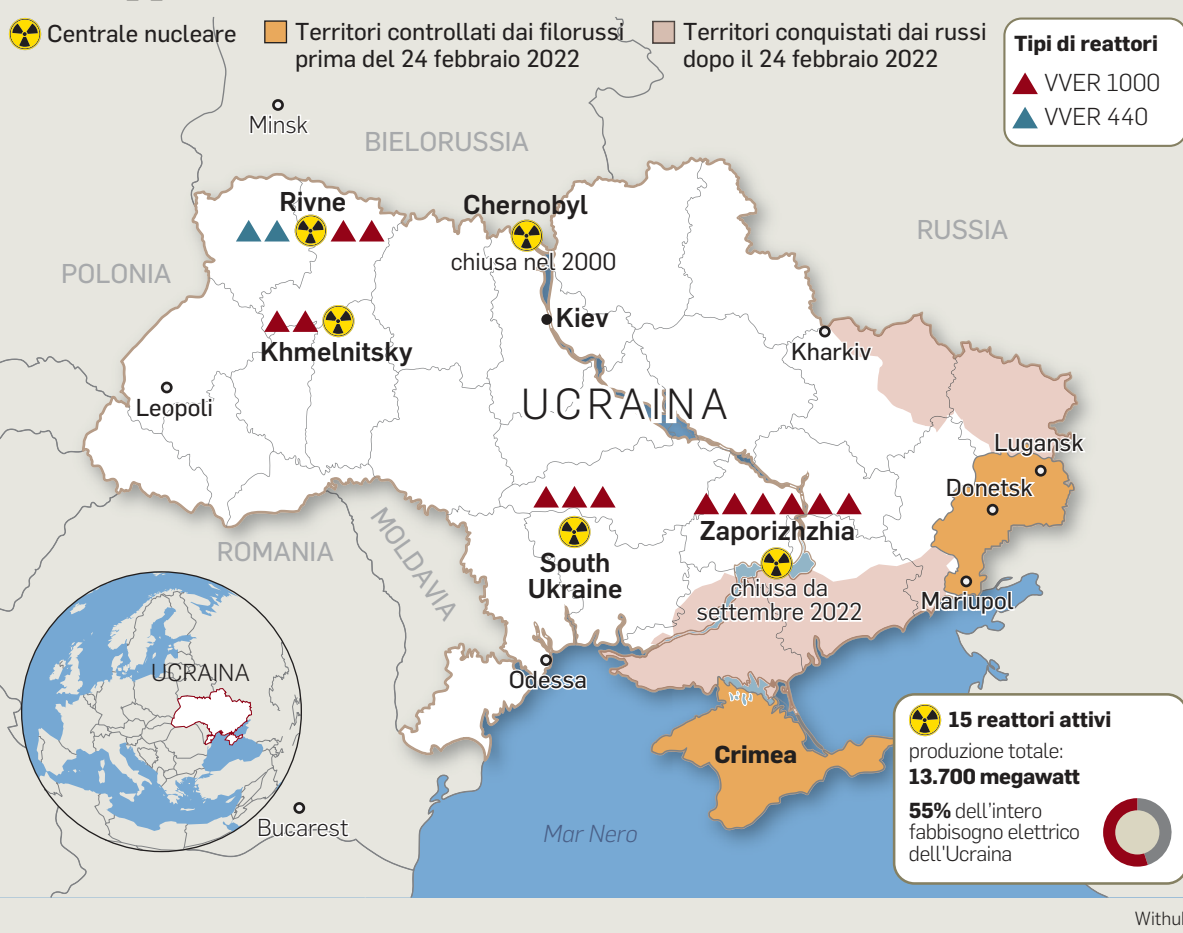 Centrale nucleare
Territori controllati dai filorussi
prima del 24 febbraio 2022
Territori conquistati dai russi
dopo il 24 febbraio 2022
Tipi di reattori
VVER 1000
VVER 440
Minsk
BIELORUSSIA
Rivne
Chernobyl
chiusa nel 2000
RUSSIA
POLONIA
Kiev
Khmelnitsky
Kharkiv
Leopoli
UCRAINA
Lugansk
Donetsk
Zaporizhzhia
chiusa da
settembre 2022
South
Ukraine
MOLDAVIA
ROMANIA
Mariupol
Odessa
UCRAINA
Crimea
Bucarest
Mar Nero
15 reattori attivi
produzione totale:
13.700 megawatt
55% dell'intero
fabbisogno elettrico
dell'Ucraina